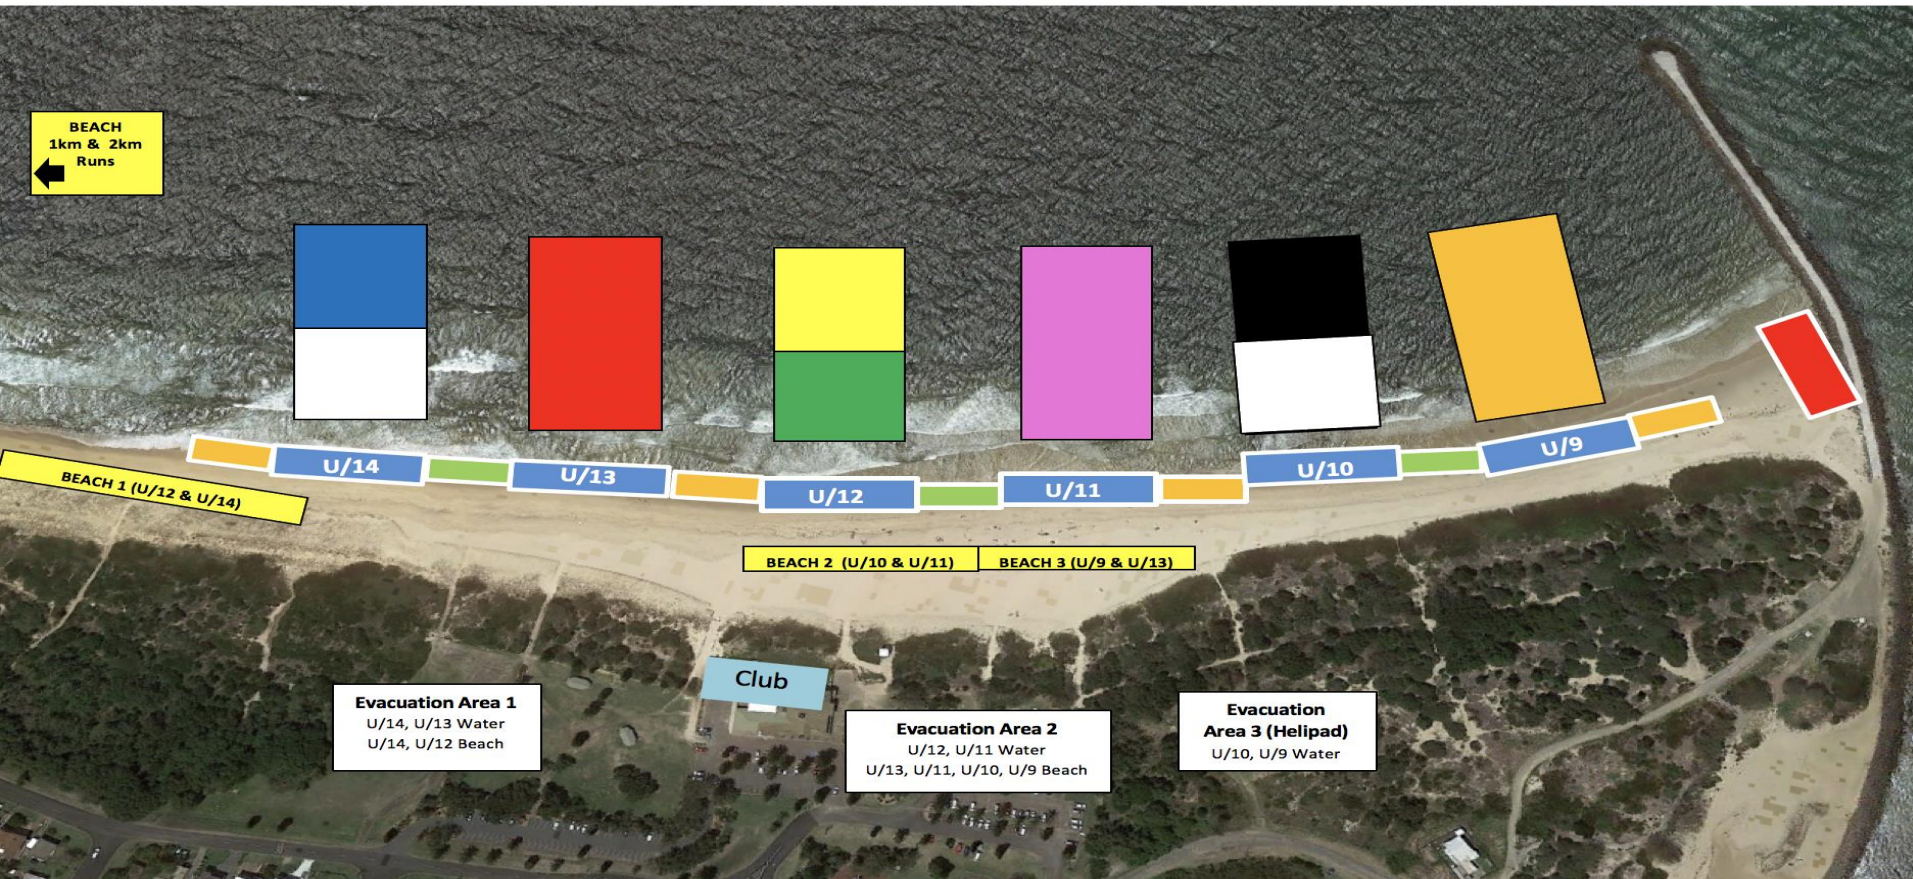 BEACH
1km & 2km
Runs
U/14
U/13
U/12
U/11
U/10
U/9
BEACH 1 (U/12 & U/14)
BEACH 2 (U/10 & U/11)
BEACH 3 (U/9 & U/13)
Club
Evacuation Area 1
U/14, U/13 Water
U/14, U/12 Beach
Evacuation Area 2
U/12, U/11 Water
U/13, U/11, U/10, U/9 Beach
Evacuation
Area 3 (Helipad)
U/10, U/9 Water